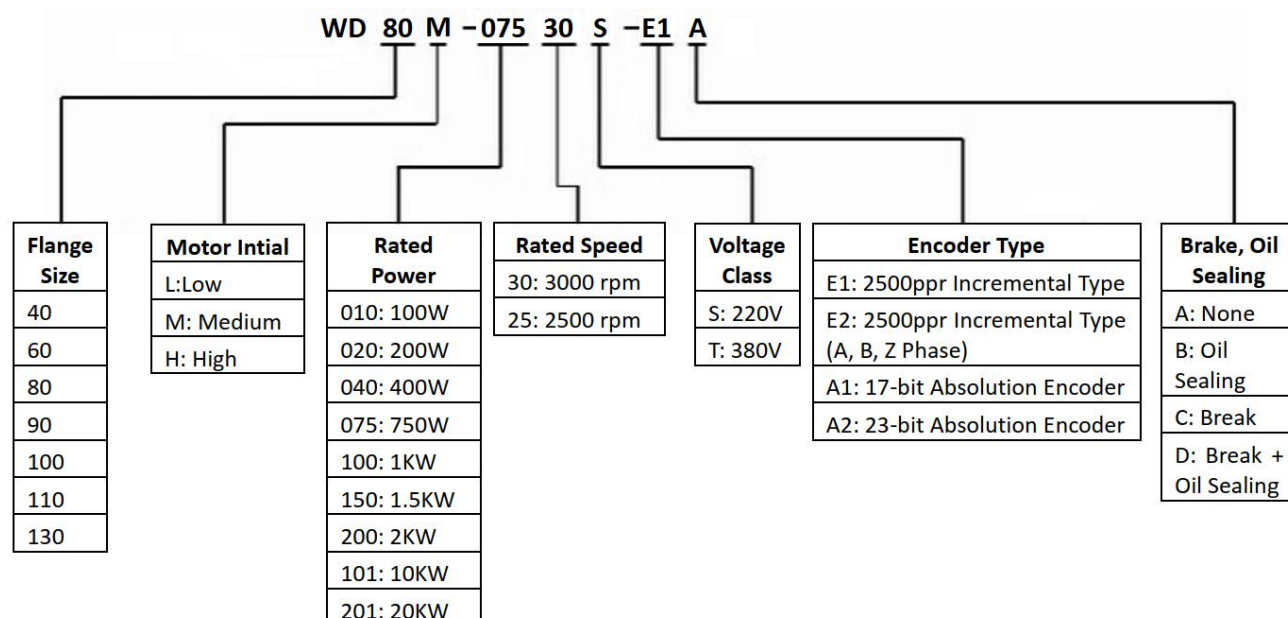 WD 80 M -075 30 S -E1 A
Flange
Size
40
60
80
90
100
110
130
Motor Intial
L:Low
M: Medium
H: High
Rated
Power
010: 100W
020: 200W
040: 400W
075: 750W
100: 1KW
150: 1.5KW
200: 2KW
101: 10KW
201: 20KW
Rated Speed
30: 3000 rpm
25: 2500 rpm
Voltage
Class
S: 220V
T: 380V
Encoder Type
E1: 2500ppr Incremental Type
E2: 2500ppr Incremental Type
(A, B, Z Phase)
A1: 17-bit Absolution Encoder
A2: 23-bit Absolution Encoder
Brake, Oil
Sealing
A: None
B: Oil
Sealing
C: Break
D: Break +
Oil Sealing